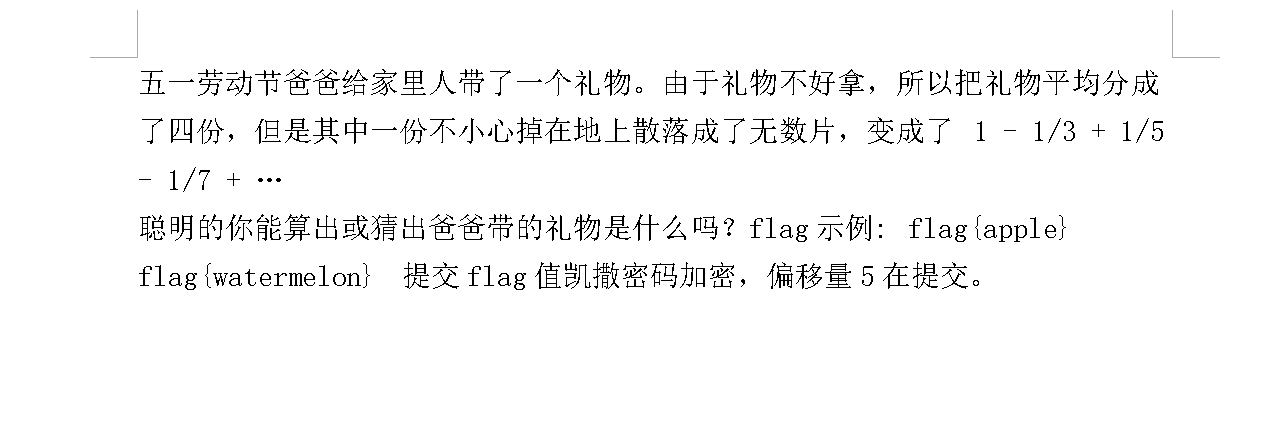 五一劳动节爸爸给家里人带了一个礼物。由于礼物不好拿，所以把礼物平均分成
了四份，但是其中一份不小心掉在地上散落成了无数片，变成了 1 - 1/3 + 1/5
- 1/7 + …
聪明的你能算出或猜出爸爸带的礼物是什么吗？flag 示例： flag{apple}
flag{watermelon} 提交 flag 值凯撒密码加密，偏移量 5 在提交。